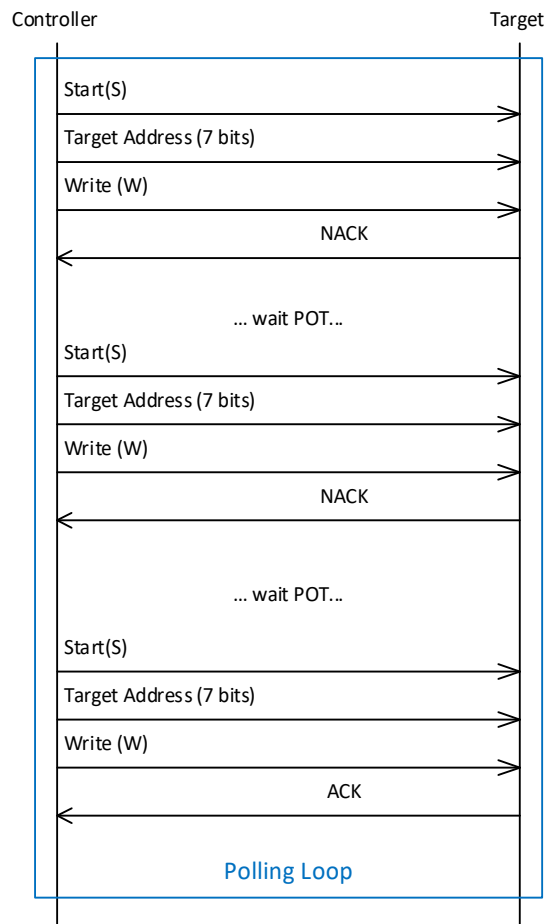 Controller Target
Start(S)
Target Address (7 bits)
Write (W)
NACK
... wait POT...
Start(S)
Target Address (7 bits)
Write (W)
NACK
... wait POT...
Start(S)
Target Address (7 bits)
Write (W)
ACK
Polling Loop